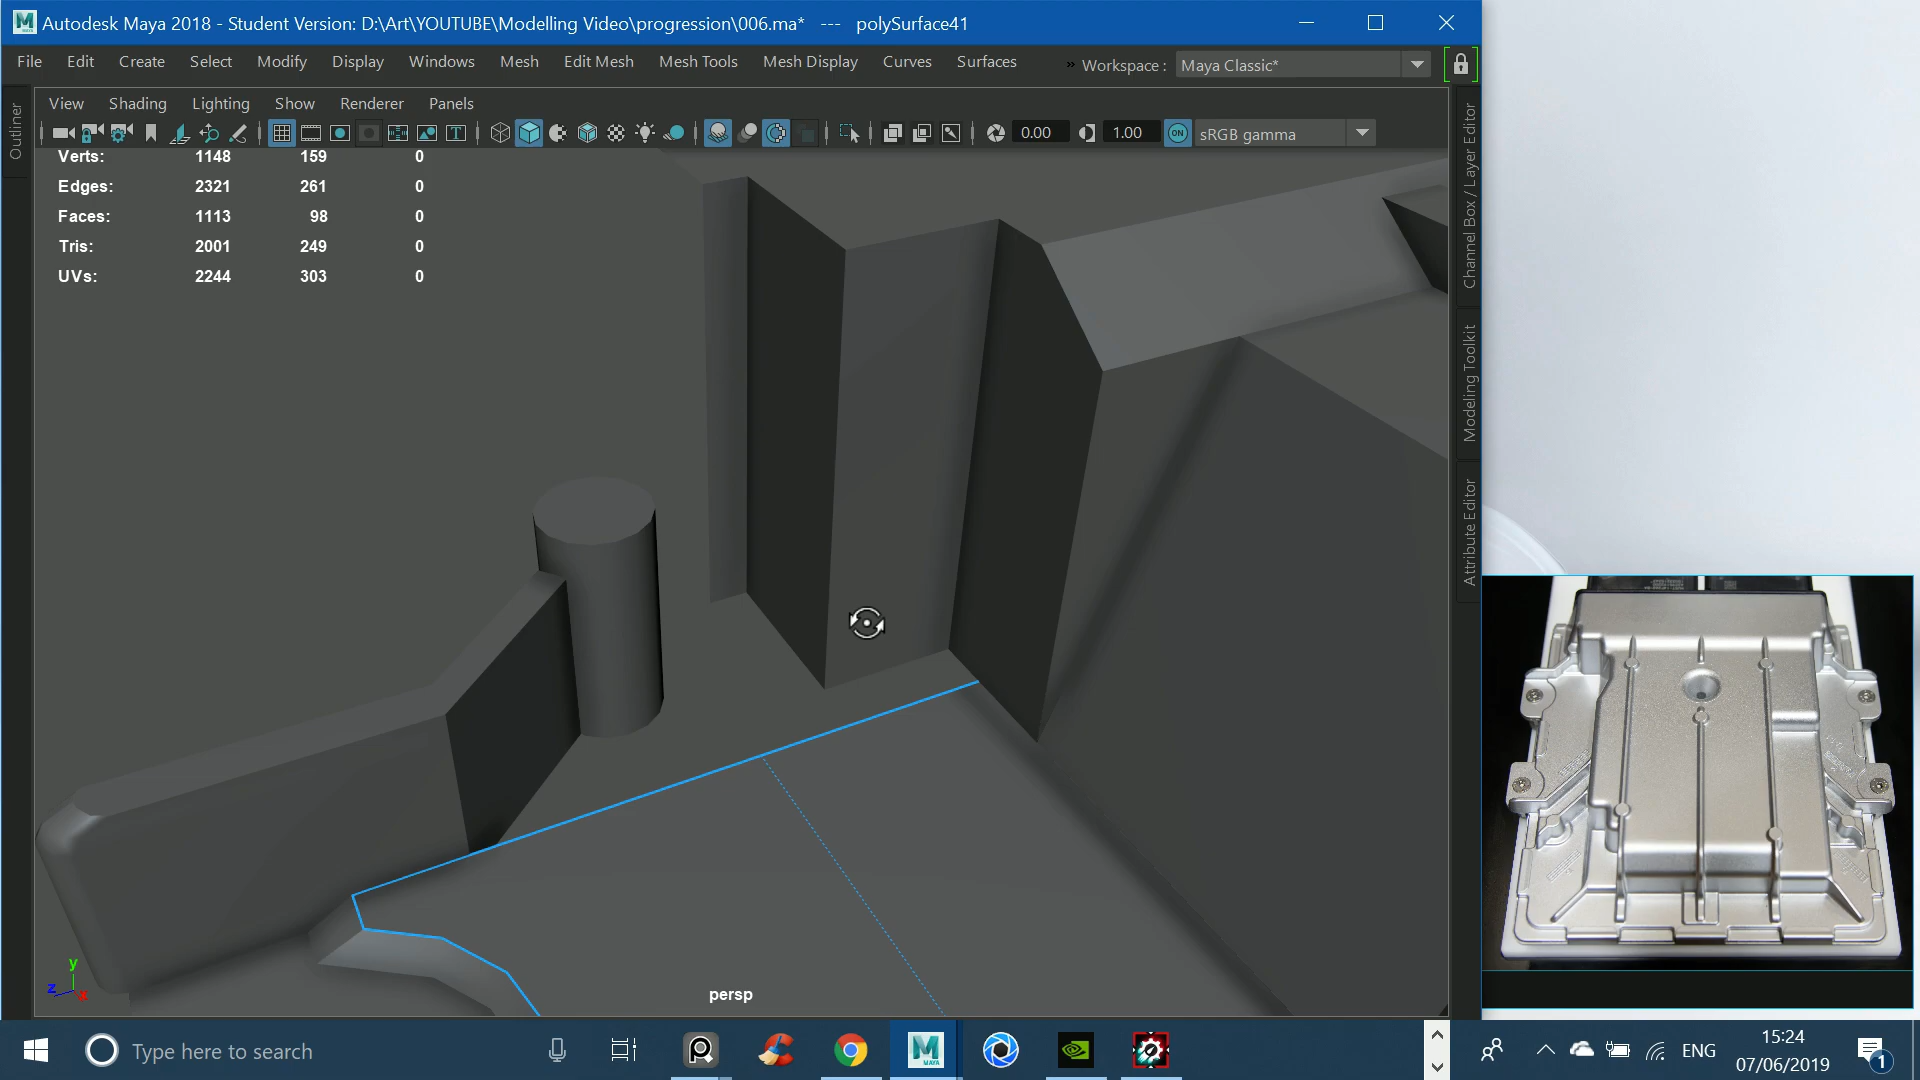 Autodesk Maya 2018 - Student Version: D:\Art\YOUTUBE\Modelling Video\progression\006.ma* --- polySurface41
File Edit Create Select Modify Display Windows Mesh Edit Mesh Mesh Tools Mesh Display Curves Surfaces » Workspace : Maya Classic*
View Shading Lighting Show Renderer Panels
0.00 1.00 ON sRGB gamma
Verts: 1148 159 0
Edges: 2321 261 0
Faces: 1113 98 0
Tris: 2001 249 0
UVs: 2244 303 0
Outliner
Channel Box / Layer Editor
Modeling Toolkit
Attribute Editor
y
z x
persp
Type here to search
MAYA
ENG
15:24
07/06/2019
1